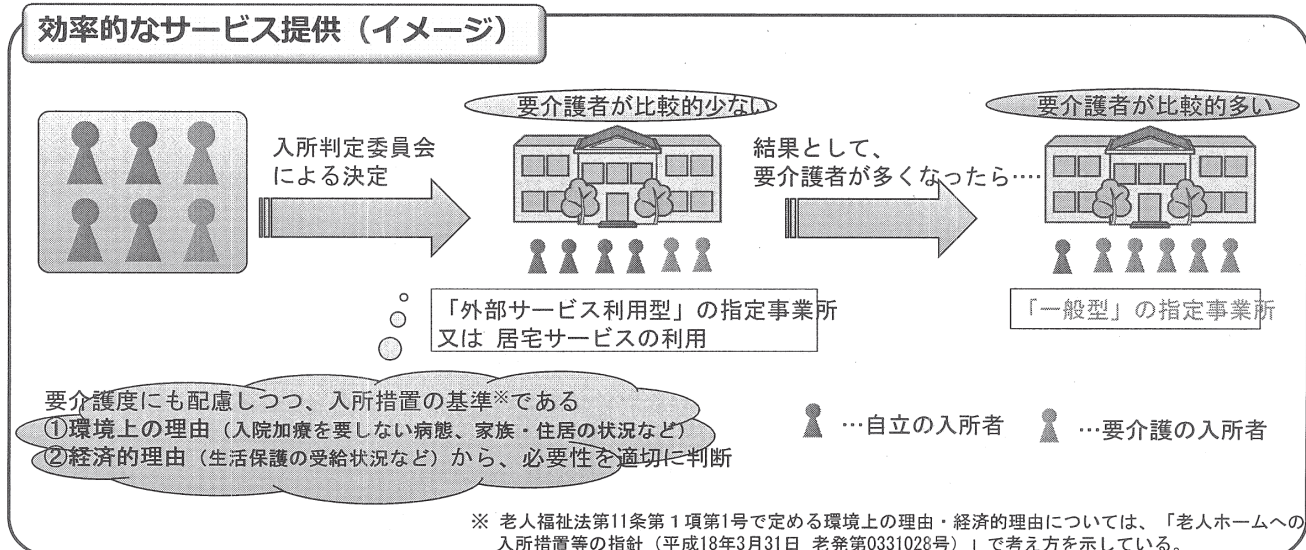 効率的なサービス提供（イメージ）
要介護者が比較的少ない
要介護者が比較的多い
入所判定委員会
による決定
結果として、
要介護者が多くなったら‥‥
「外部サービス利用型」の指定事業所
又は 居宅サービスの利用
「一般型」の指定事業所
要介護度にも配慮しつつ、入所措置の基準※である
①環境上の理由（入院加療を要しない病態、家族・住居の状況など）
②経済的理由（生活保護の受給状況など）から、必要性を適切に判断
…自立の入所者
…要介護の入所者
※ 老人福祉法第11条第１項第1号で定める環境上の理由・経済的理由については、「老人ホームへの
入所措置等の指針（平成18年3月31日 老発第0331028号）」で考え方を示している。